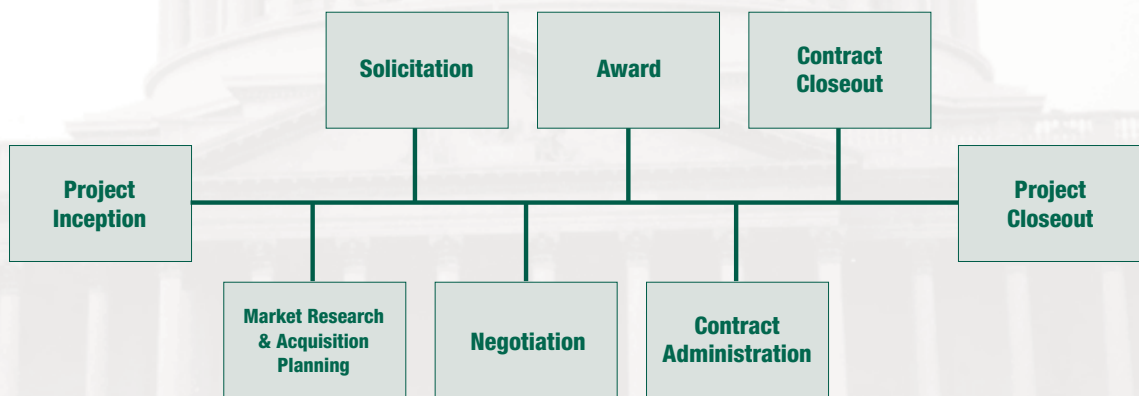 Solicitation
Award
Contract
Closeout
Project
Inception
Project
Closeout
Market Research
& Acquisition
Planning
Negotiation
Contract
Administration